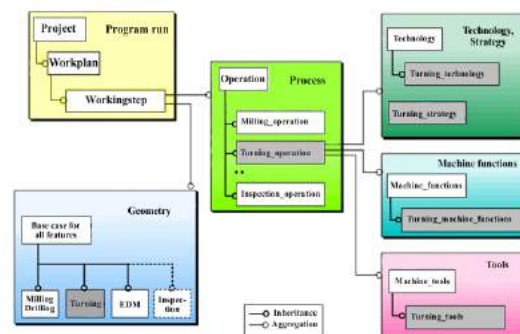 Project
Program run
Workplan
Workingstep
Operation
Process
Milling_operation
Turning_operation
Inspection_operation
Technology,
Strategy
Technology
Turning_technology
Turning_strategy
Machine functions
Machine_functions
Turning_machine_functions
Tools
Machine_tools
Turning_tools
Geometry
Base case for
all features
Milling
Drilling
Turning
EDM
Inspec-
tion
Inheritance
Aggregation